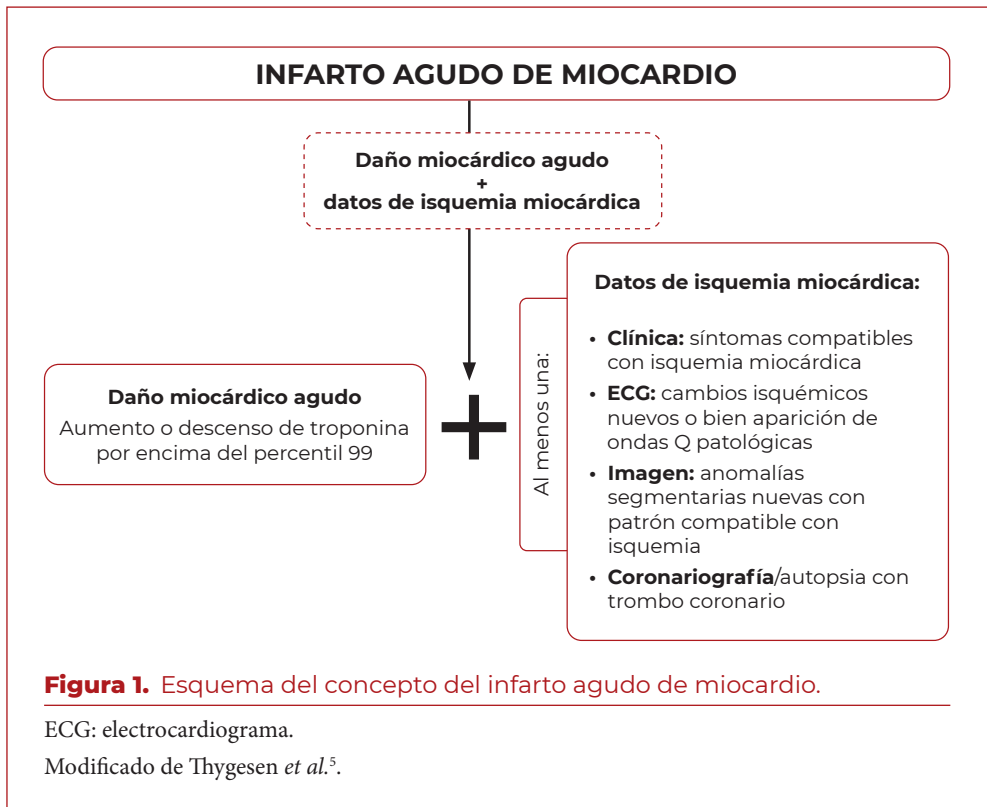 INFARTO AGUDO DE MIOCARDIO
Daño miocárdico agudo
+
datos de isquemia miocárdica
Daño miocárdico agudo
Aumento o descenso de troponina
por encima del percentil 99
+
Al menos una:
Datos de isquemia miocárdica:
• Clínica: síntomas compatibles
con isquemia miocárdica
• ECG: cambios isquémicos
nuevos o bien aparición de
ondas Q patológicas
• Imagen: anomalías
segmentarias nuevas con
patrón compatible con
isquemia
• Coronariografía/autopsia con
trombo coronario
Figura 1. Esquema del concepto del infarto agudo de miocardio.
ECG: electrocardiograma.
Modificado de Thygesen et al.⁵.